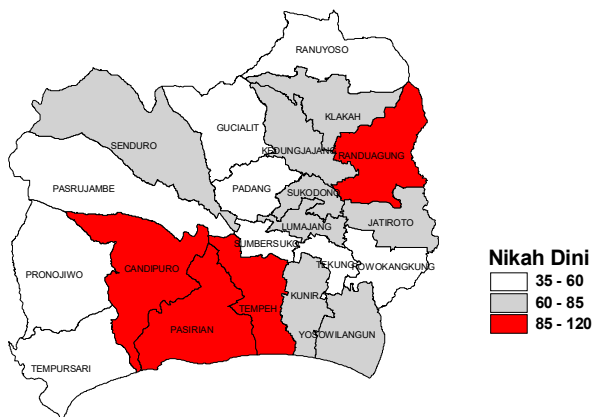 RANUYOSO
KLAKAH
GUCIALIT
SENDURO
KEDUNGJAJANG
RANDUAGUNG
PASRUJAMBE
PADANG
SUKODONO
JATIROTO
LUMAJANG
SUMBERSUKO
PRONOJIWO
CANDIPURO
TEKUNG
ROWOKANGKUNG
KUNIR
TEMPEH
PASIRIAN
YOSOWILANGUN
TEMPURSARI
Nikah Dini
35 - 60
60 - 85
85 - 120